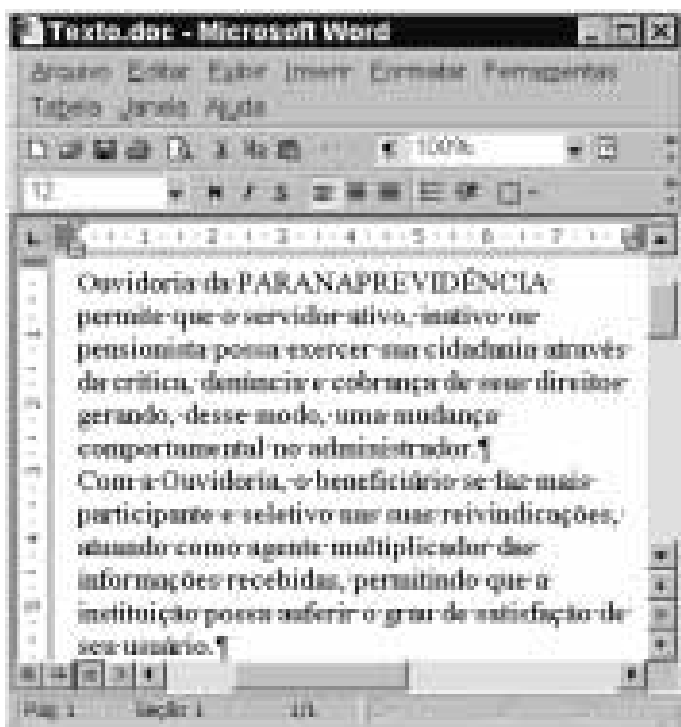 Texto.doc - Microsoft Word
Arquivo Editar Exibir Inserir Formatar Ferramentas
Tabela Janela Ajuda
100%
12
1 2 3 4 5 6 7
Ouvidoria da PARANAPREVIDÊNCIA
permite que o servidor ativo, inativo ou
pensionista possa exercer sua cidadania através
da crítica, denúncia e cobrança de seus direitos
gerando, desse modo, uma mudança
comportamental no administrador.¶
Com a Ouvidoria, o beneficiário se faz mais
participante e seletivo nas suas reivindicações,
atuando como agente multiplicador das
informações recebidas, permitindo que a
instituição possa auferir o grau de satisfação de
seu usuário.¶
Pág 1 Seção 1 1/1